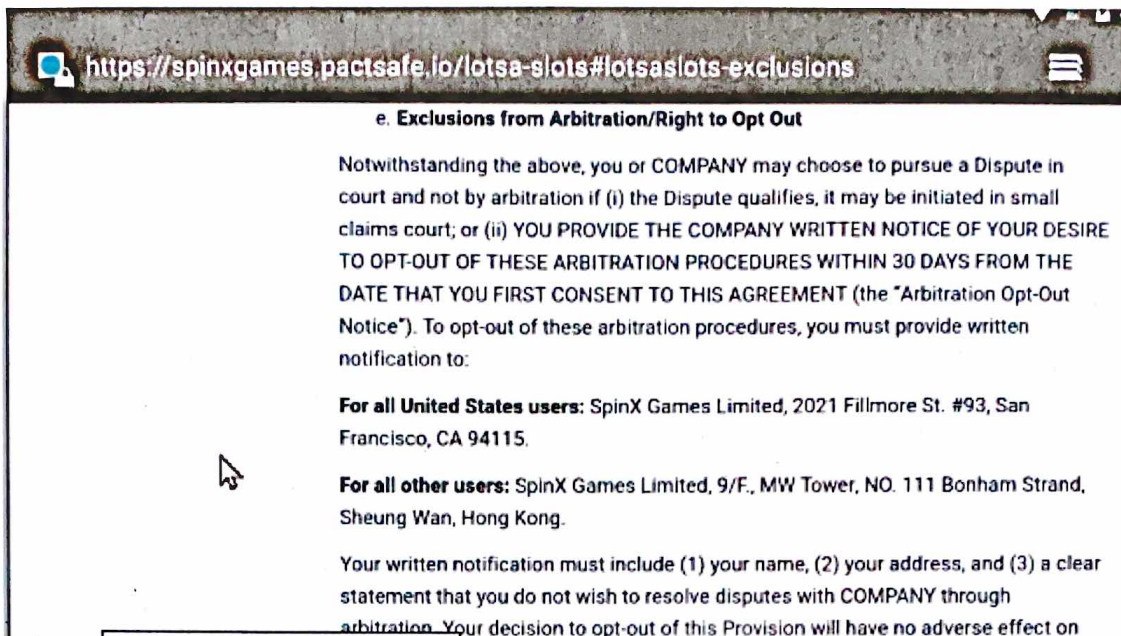 https://spinxgames.pactsafe.io/lotsa-slots#lotsaslots-exclusions
e. Exclusions from Arbitration/Right to Opt Out
Notwithstanding the above, you or COMPANY may choose to pursue a Dispute in
court and not by arbitration if (i) the Dispute qualifies, it may be initiated in small
claims court; or (ii) YOU PROVIDE THE COMPANY WRITTEN NOTICE OF YOUR DESIRE
TO OPT-OUT OF THESE ARBITRATION PROCEDURES WITHIN 30 DAYS FROM THE
DATE THAT YOU FIRST CONSENT TO THIS AGREEMENT (the "Arbitration Opt-Out
Notice"). To opt-out of these arbitration procedures, you must provide written
notification to:
For all United States users: SpinX Games Limited, 2021 Fillmore St. #93, San
Francisco, CA 94115.
For all other users: SpinX Games Limited, 9/F., MW Tower, NO. 111 Bonham Strand,
Sheung Wan, Hong Kong.
Your written notification must include (1) your name, (2) your address, and (3) a clear
statement that you do not wish to resolve disputes with COMPANY through
arbitration. Your decision to opt-out of this Provision will have no adverse effect on